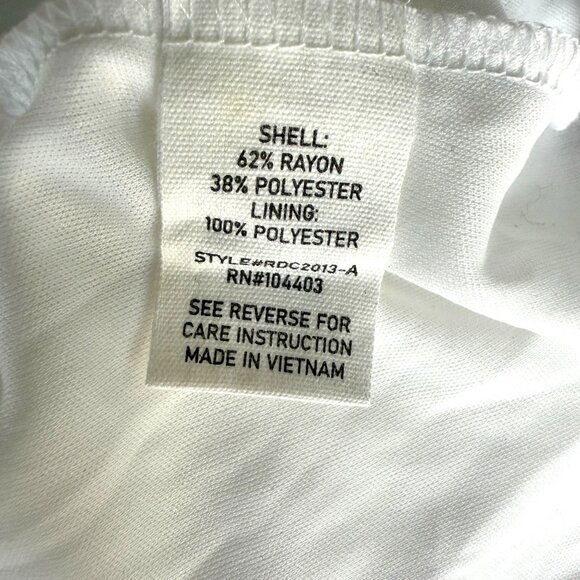 SHELL:
62% RAYON
38% POLYESTER
LINING:
100% POLYESTER
STYLE#RDC2013-A
RN#104403
SEE REVERSE FOR
CARE INSTRUCTION
MADE IN VIETNAM